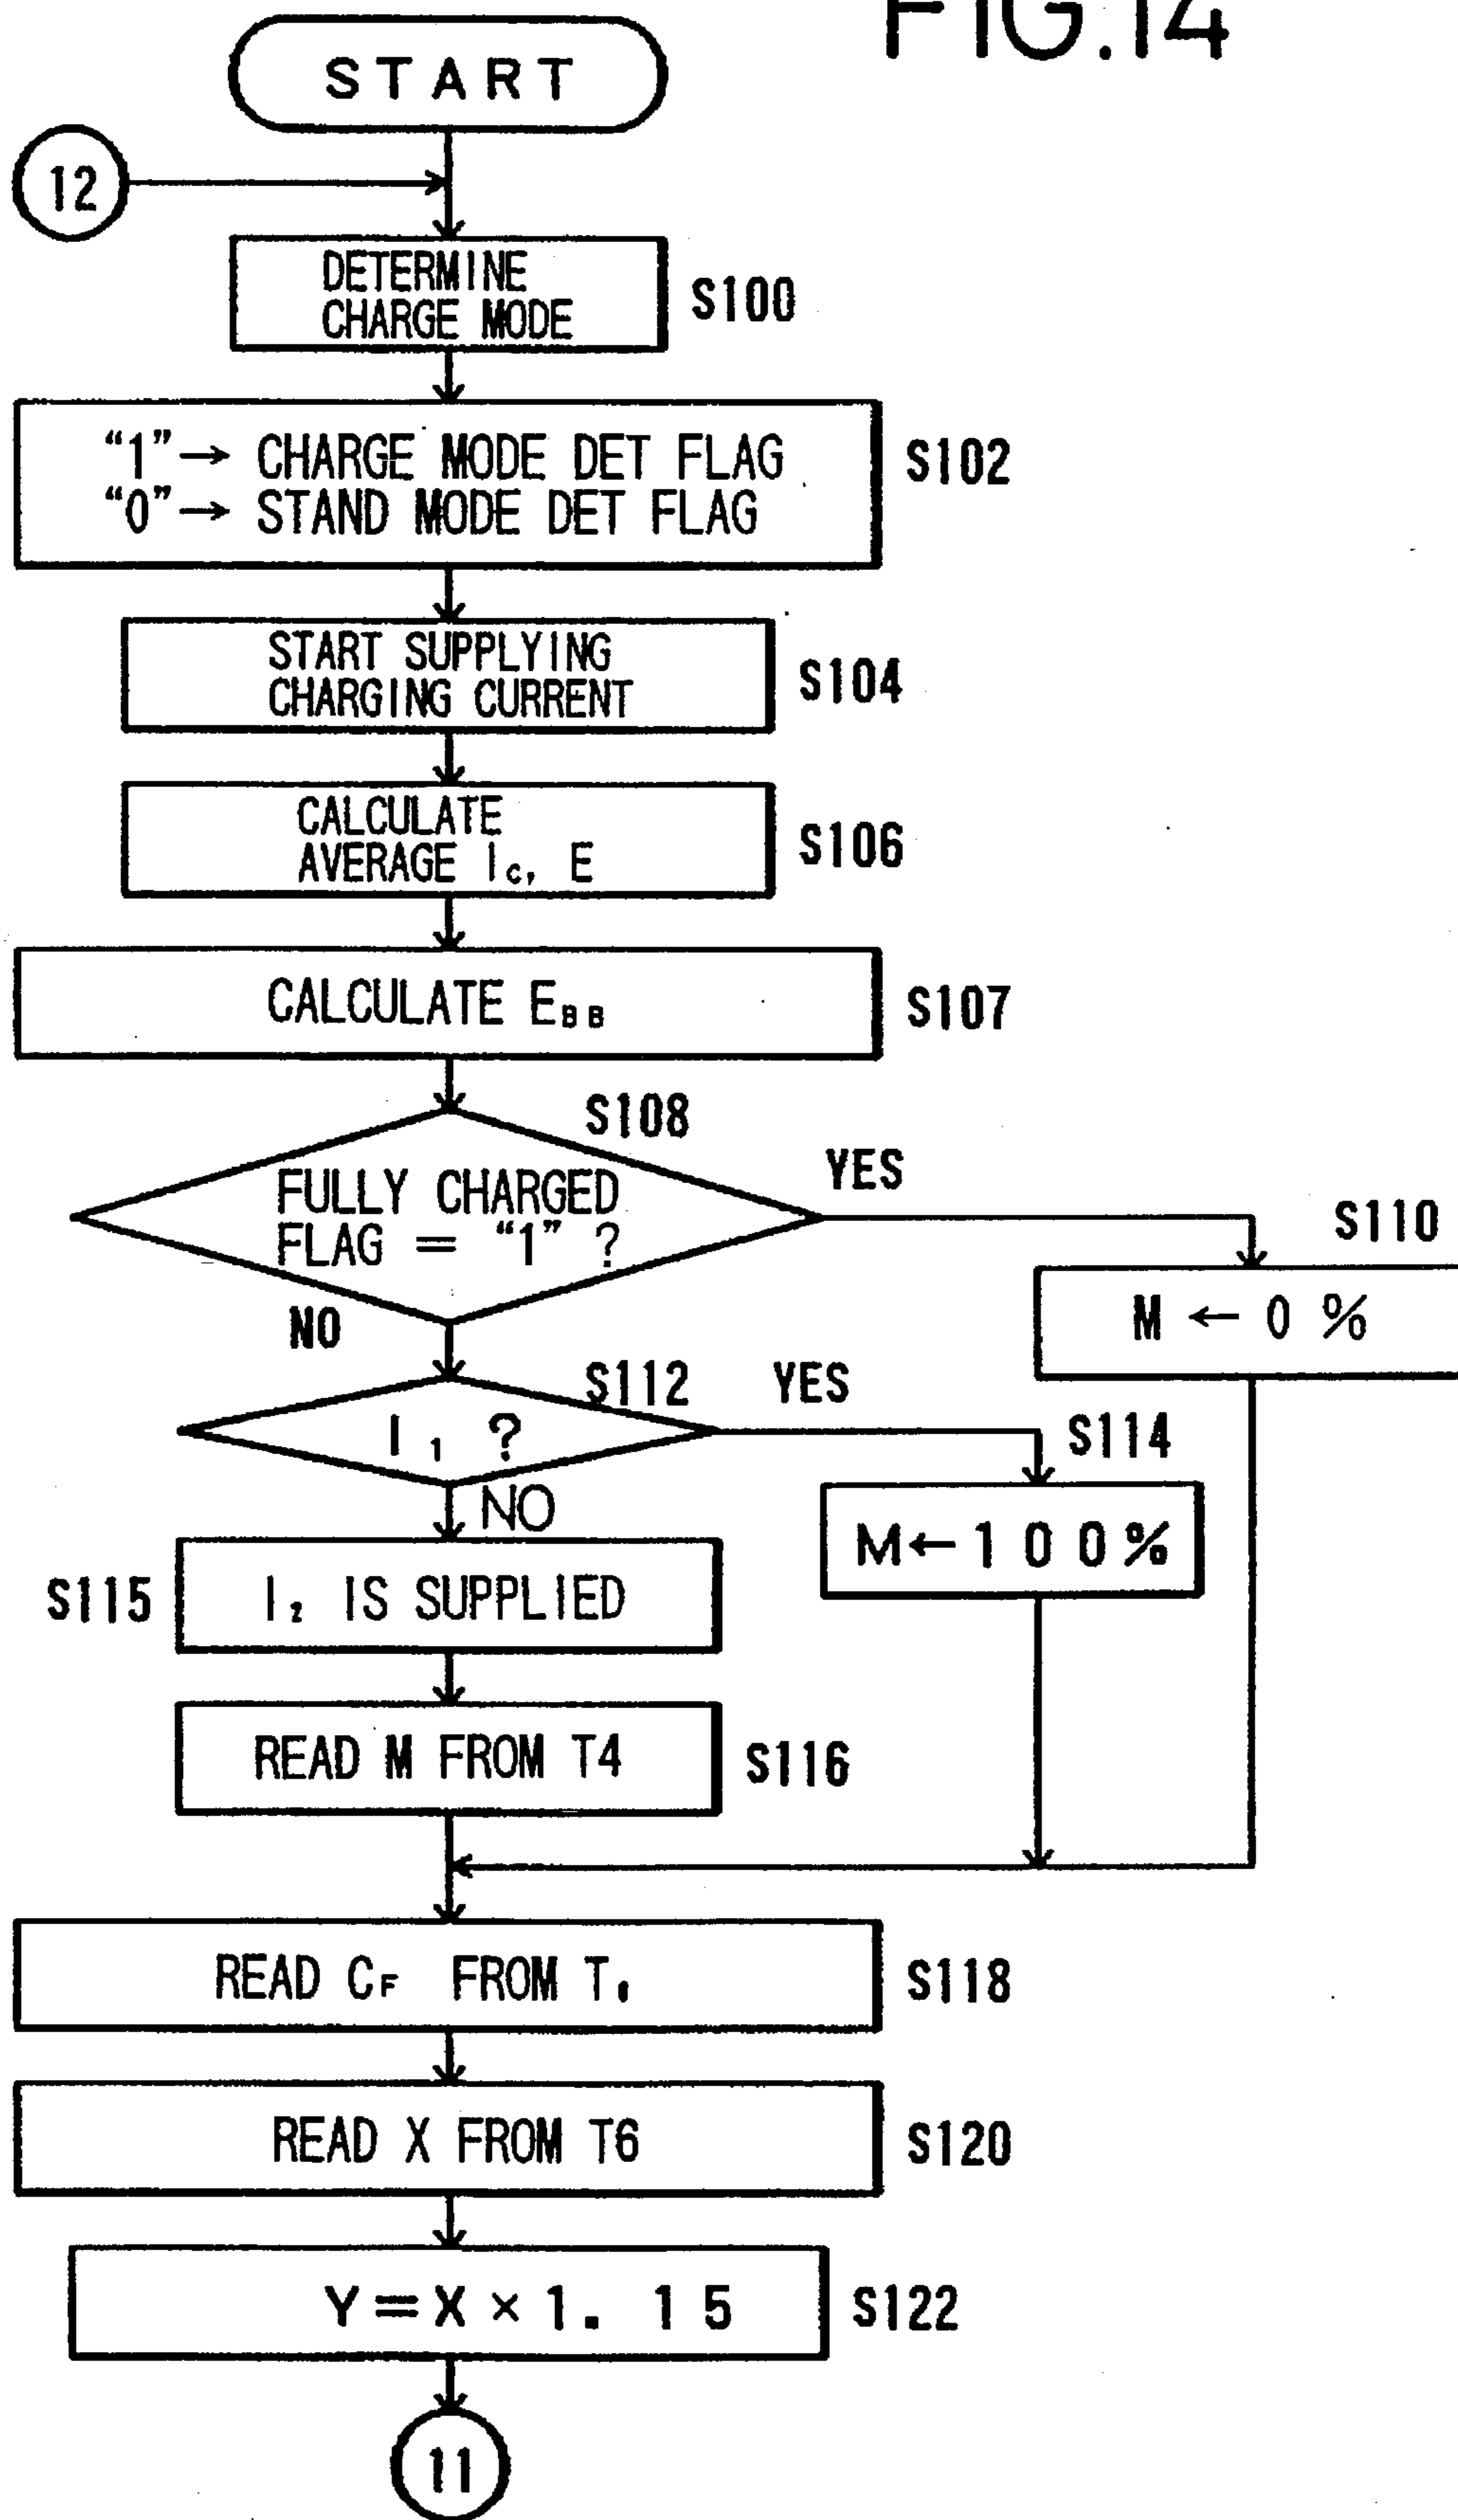 FIG.14
START
12
DETERMINE
CHARGE MODE
S100
“1”→ CHARGE MODE DET FLAG
“0”→ STAND MODE DET FLAG
S102
START SUPPLYING
CHARGING CURRENT
S104
CALCULATE
AVERAGE Ic, E
S106
CALCULATE EBB
S107
S108
FULLY CHARGED
FLAG = “1” ?
YES
NO
S110
M ← 0 %
S112
I1 ?
YES
NO
S114
M←100%
S115
I2 IS SUPPLIED
READ M FROM T4
S116
READ CF FROM T
S118
READ X FROM T6
S120
Y=X×1.15
S122
11